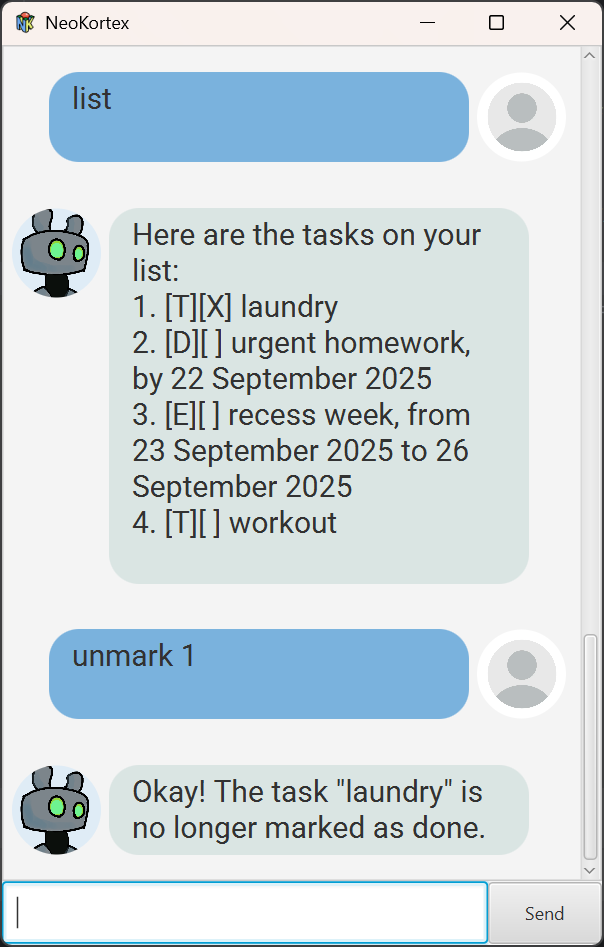 NeoKortex
list
Here are the tasks on your
list:
1. [T][X] laundry
2. [D][ ] urgent homework,
by 22 September 2025
3. [E][ ] recess week, from
23 September 2025 to 26
September 2025
4. [T][ ] workout
unmark 1
Okay! The task "laundry" is
no longer marked as done.
Send